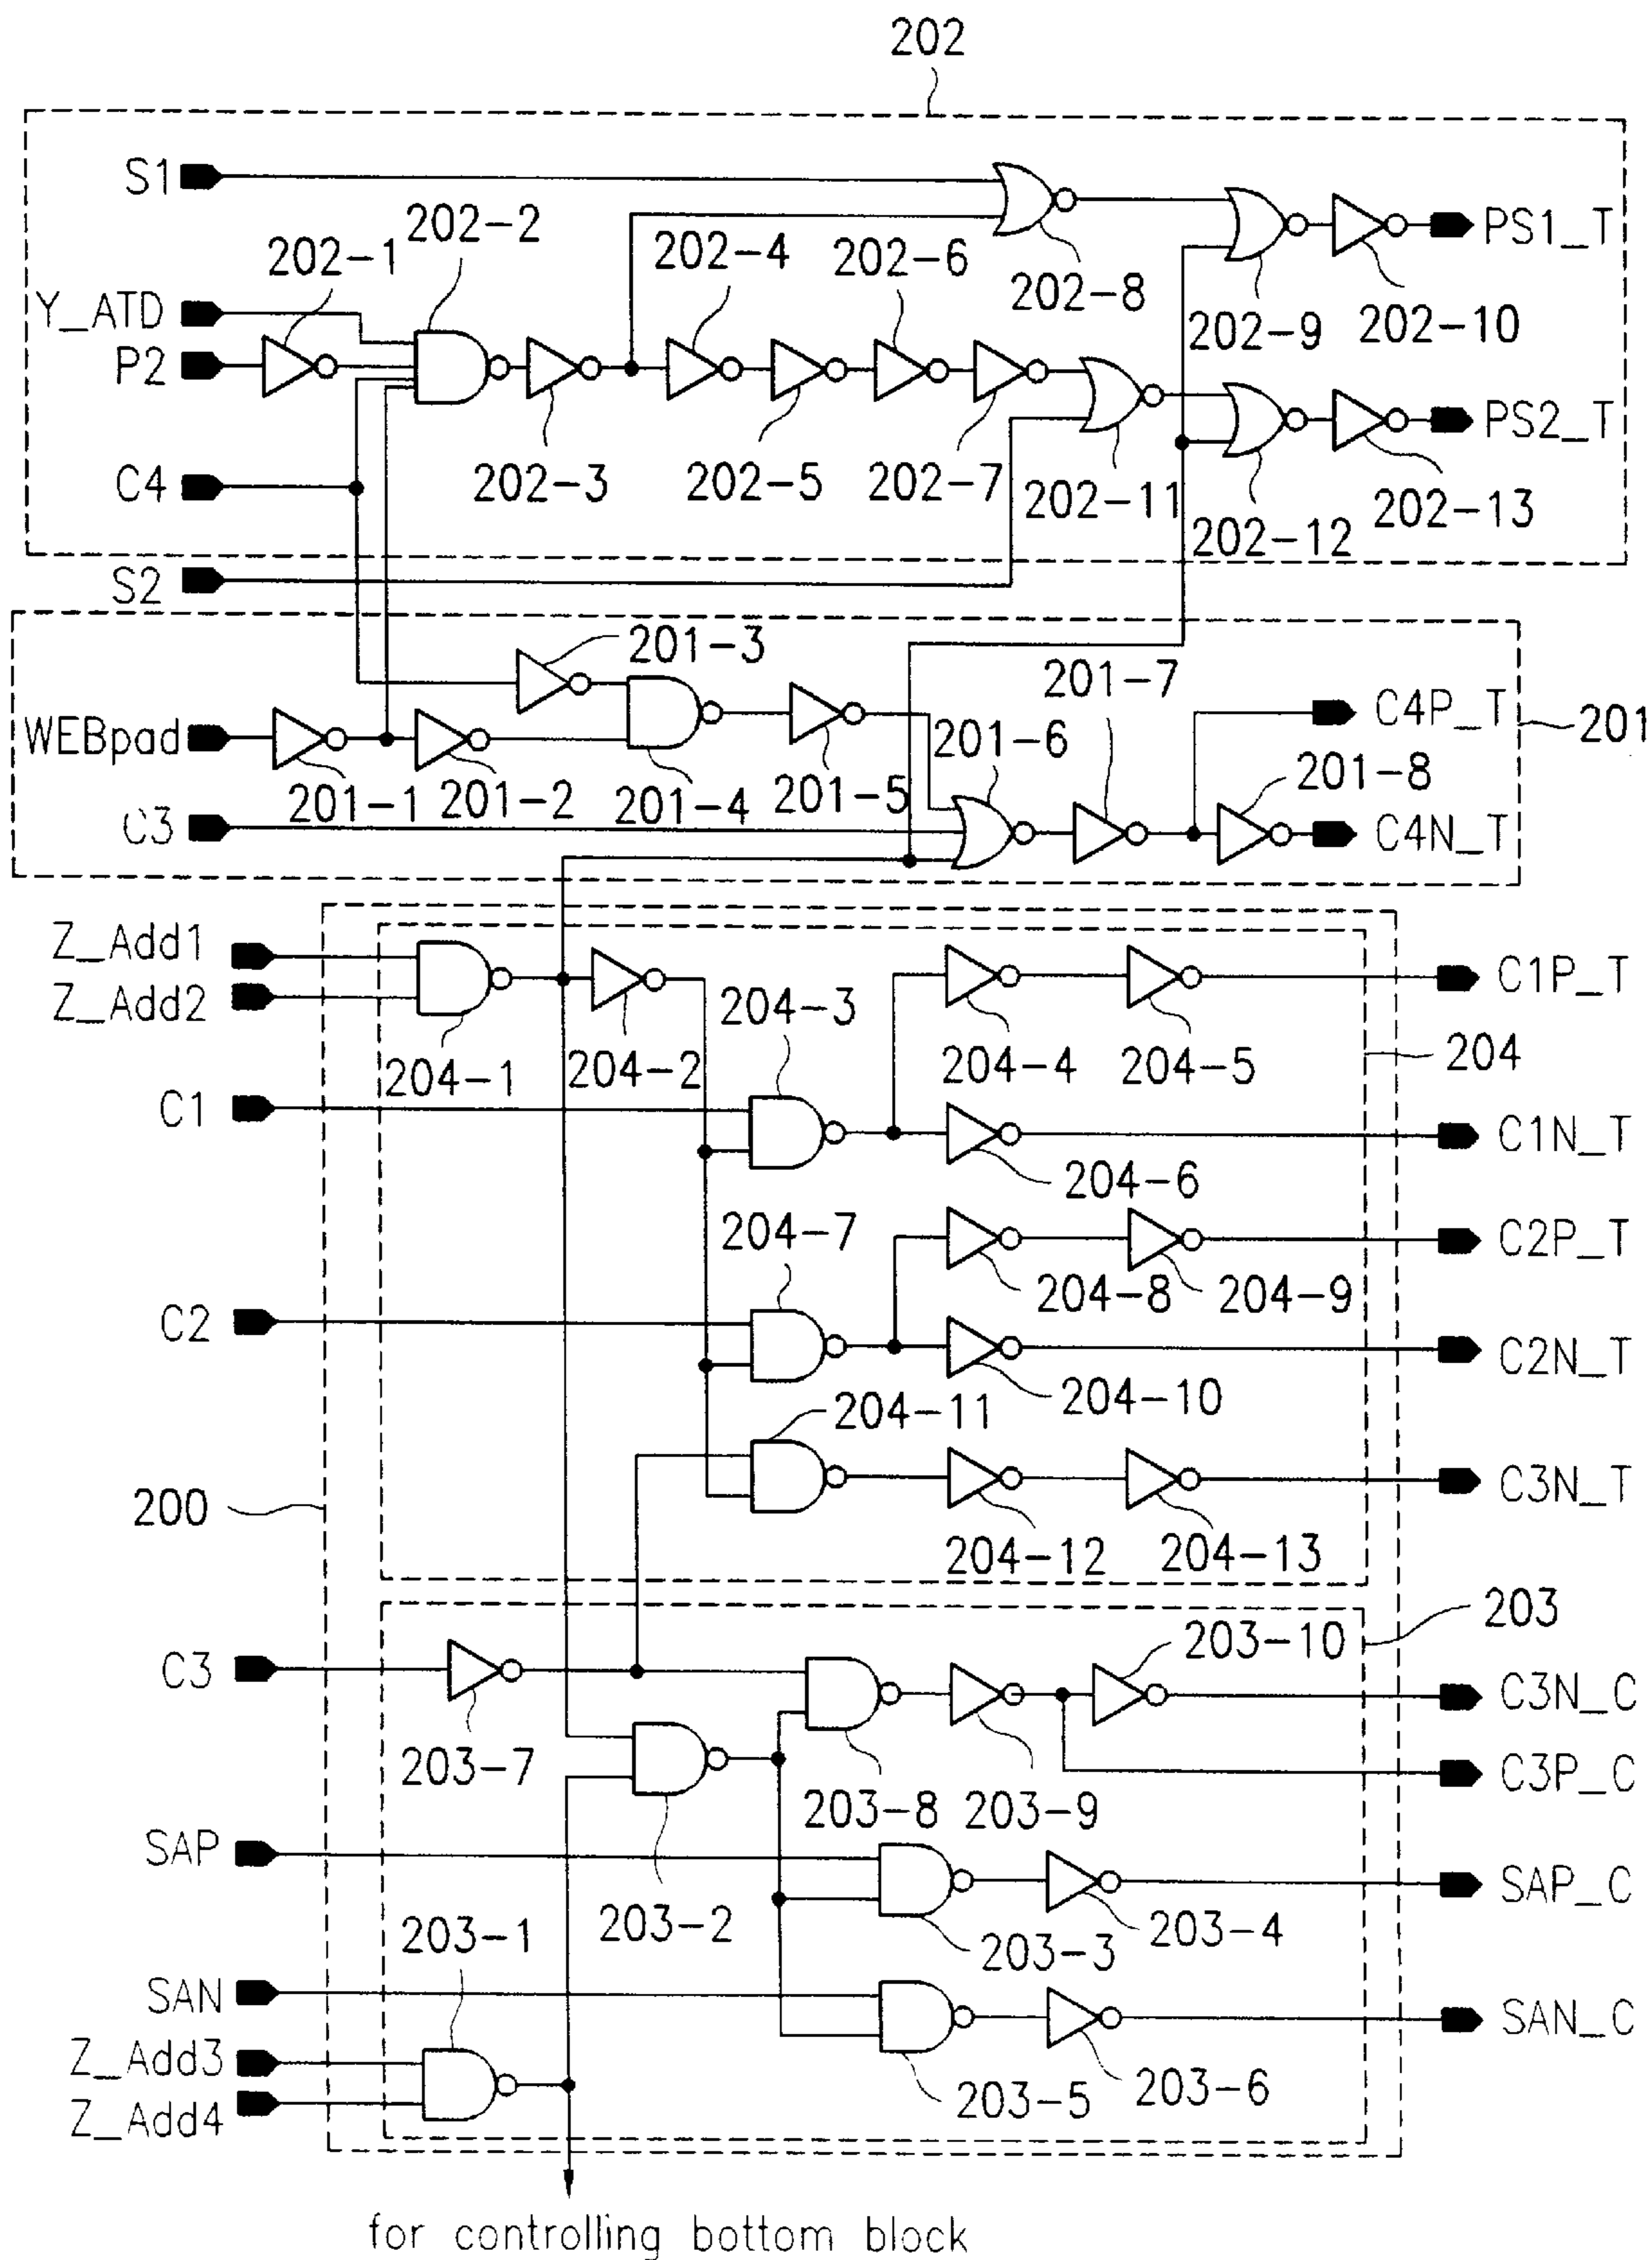 202
S1
PS1_T
202-2
202-1
202-4
202-6
202-8
Y_ATD
202-9
202-10
P2
PS2_T
C4
202-3
202-5
202-7
202-11
202-13
202-12
S2
201-3
201-7
C4P_T
WEBpad
201
201-6
201-8
201-1
201-2
201-4
201-5
C3
C4N_T
Z_Add1
C1P_T
Z_Add2
204-3
204-1
204-2
204-4
204-5
204
C1
C1N_T
204-6
204-7
C2P_T
204-8
204-9
C2
C2N_T
204-10
204-11
200
C3N_T
204-12
204-13
203
203-10
C3
C3N_C
203-7
C3P_C
203-8
203-9
SAP
SAP_C
203-2
203-1
203-3
203-4
SAN
SAN_C
Z_Add3
203-5
203-6
Z_Add4
for controlling bottom block